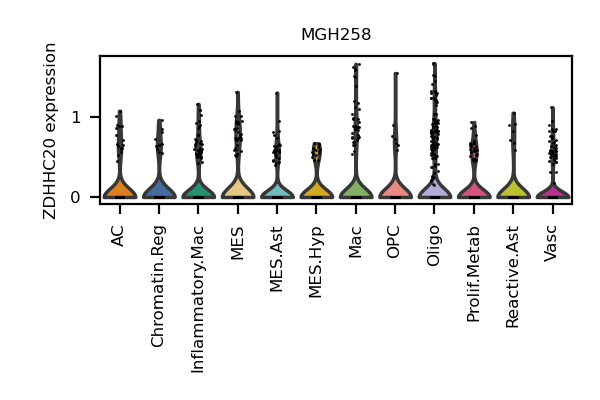 MGH258
ZDHHC20 expression
1
0
AC
Chromatin.Reg
Inflammatory.Mac
MES
MES.Ast
MES.Hyp
Mac
OPC
Oligo
Prolif.Metab
Reactive.Ast
Vasc